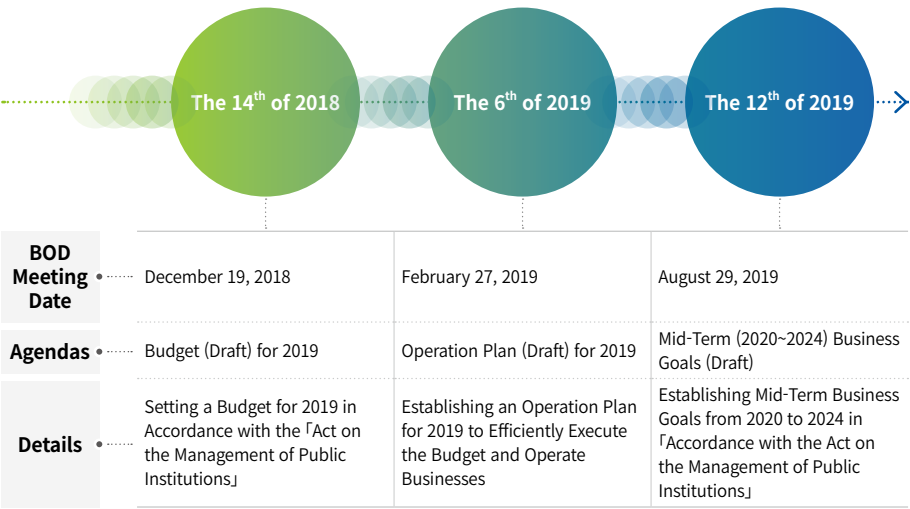 The 14th of 2018
The 6th of 2019
The 12th of 2019
BOD
Meeting
Date
December 19, 2018
February 27, 2019
August 29, 2019
Agendas
Budget (Draft) for 2019
Operation Plan (Draft) for 2019
Mid-Term (2020~2024) Business
Goals (Draft)
Details
Setting a Budget for 2019 in
Accordance with the 「Act on
the Management of Public
Institutions」
Establishing an Operation Plan
for 2019 to Efficiently Execute
the Budget and Operate
Businesses
Establishing Mid-Term Business
Goals from 2020 to 2024 in
「Accordance with the Act on
the Management of Public
Institutions」